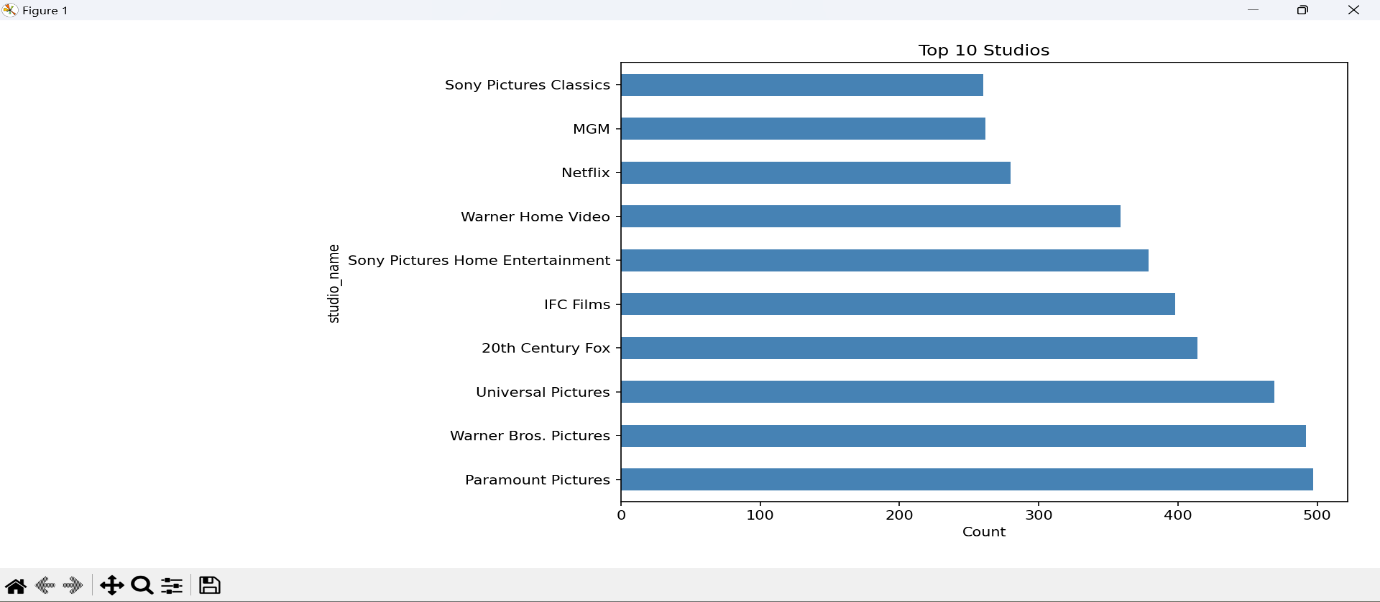 Figure 1
Top 10 Studios
Sony Pictures Classics
MGM
Netflix
Warner Home Video
Sony Pictures Home Entertainment
IFC Films
20th Century Fox
Universal Pictures
Warner Bros. Pictures
Paramount Pictures
studio_name
0 100 200 300 400 500
Count